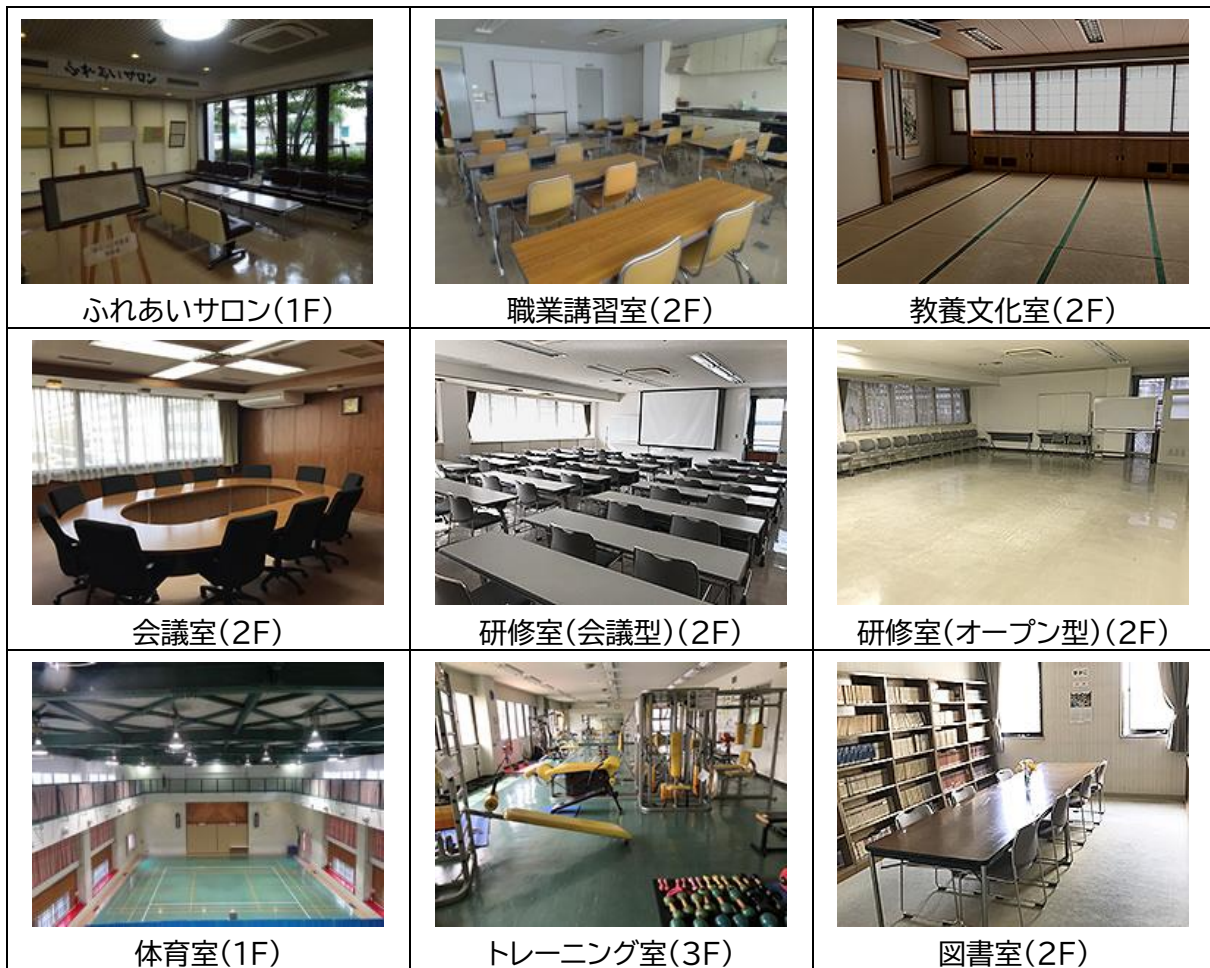 ふれあいサロン(1F)
職業講習室(2F)
教養文化室(2F)
会議室(2F)
研修室(会議型)(2F)
研修室(オープン型)(2F)
体育室(1F)
トレーニング室(3F)
図書室(2F)